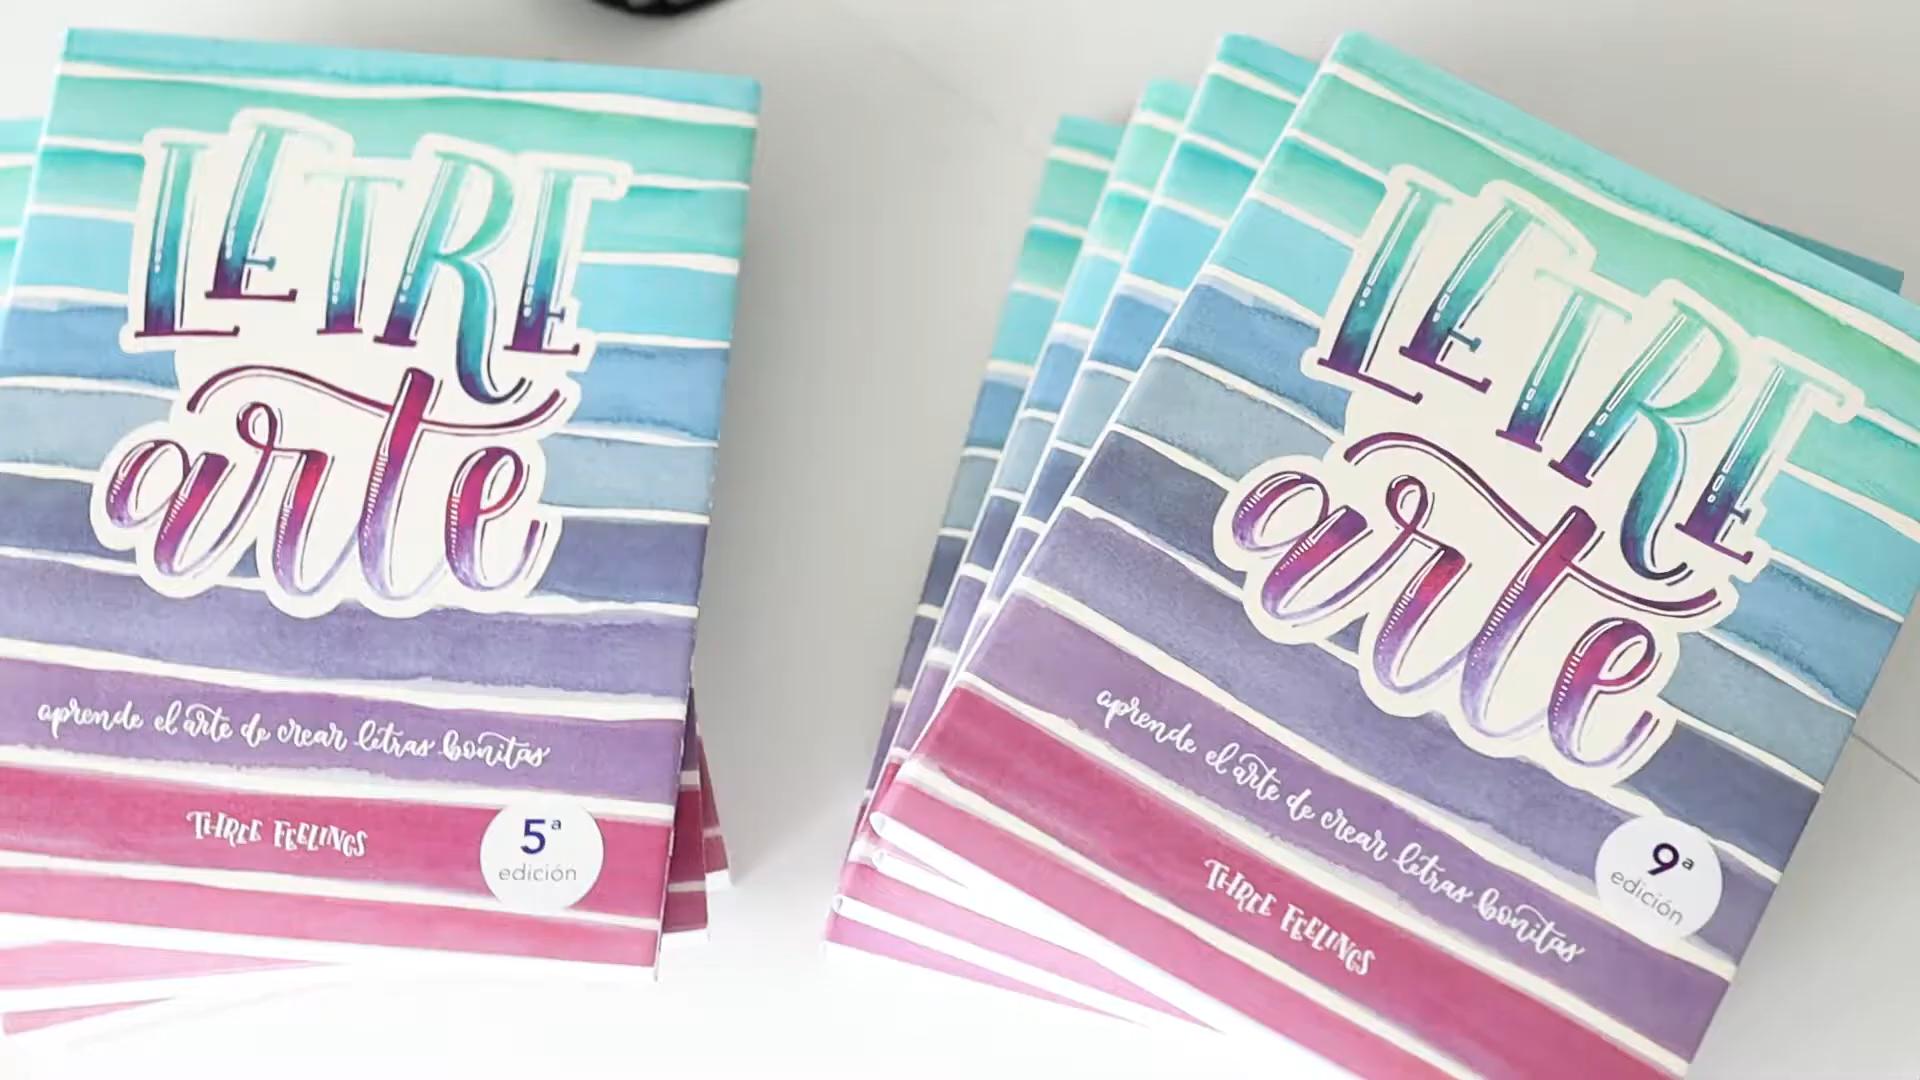 LETRE
arte
aprende el arte de crear letras bonitas
THREE FEELINGS
5ª
edición
LETRE
arte
aprende el arte de crear letras bonitas
THREE FEELINGS
9ª
edición